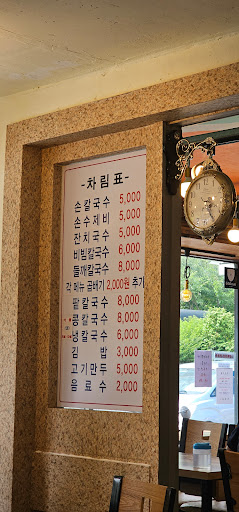 -차림표-
손칼국수 5,000
손수제비 5,000
잔치국수 5,000
비빔칼국수 6,000
들깨칼국수 8,000
각 메뉴 곱배기 2,000원 추가
팥칼국수 8,000
콩칼국수 8,000
냉칼국수 6,000
김밥 3,000
고기만두 5,000
음료수 2,000